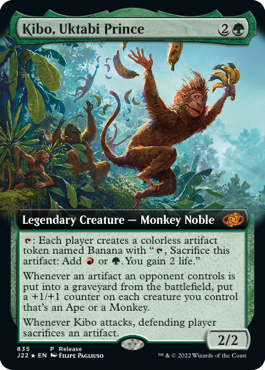 Kibo, Uktabi Prince 2
Legendary Creature — Monkey Noble
: Each player creates a colorless artifact
token named Banana with “, Sacrifice this
artifact: Add or . You gain 2 life.”
Whenever an artifact an opponent controls is
put into a graveyard from the battlefield, put
a +1/+1 counter on each creature you control
that's an Ape or a Monkey.
Whenever Kibo attacks, defending player
sacrifices an artifact.
2/2
835 P Release
J22 ★ EN Filipe Pagliuso ™ & © 2022 Wizards of the Coast